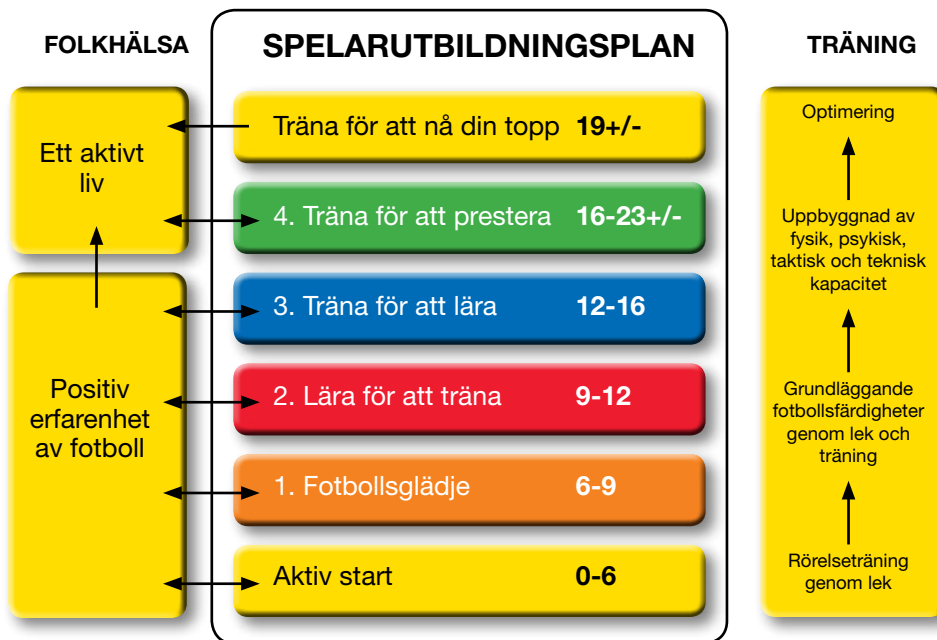 FOLKHÄLSA
Ett aktivt
liv
Positiv
erfarenhet
av fotboll
SPELARUTBILDNINGSPLAN
Träna för att nå din topp 19+/-
4. Träna för att prestera 16-23+/-
3. Träna för att lära 12-16
2. Lära för att träna 9-12
1. Fotbollsglädje 6-9
Aktiv start 0-6
TRÄNING
Optimering
Uppbyggnad av
fysik, psykisk,
taktisk och teknisk
kapacitet
Grundläggande
fotbollsfärdigheter
genom lek och
träning
Rörelseträning
genom lek